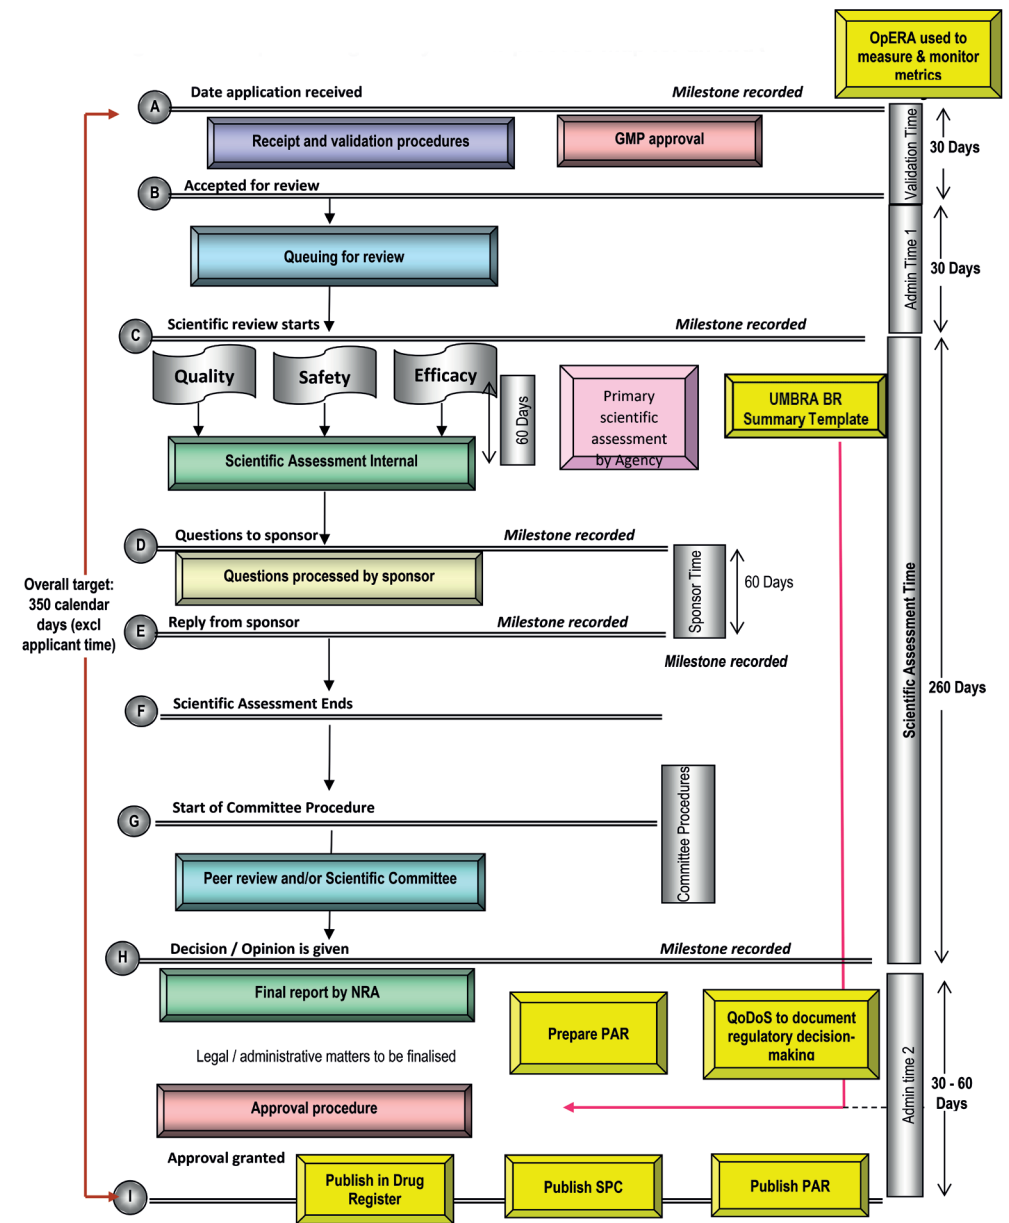 OpERA used to
measure & monitor
metrics
A
Date application received
Milestone recorded
Receipt and validation procedures
GMP approval
Validation Time
30 Days
B
Accepted for review
Queuing for review
Admin Time 1
30 Days
C
Scientific review starts
Milestone recorded
Quality
Safety
Efficacy
60 Days
Primary
scientific
assessment
by Agency
UMBRA BR
Summary Template
Scientific Assessment Internal
D
Questions to sponsor
Milestone recorded
Questions processed by sponsor
Sponsor Time
60 Days
Overall target:
350 calendar
days (excl
applicant time)
E
Reply from sponsor
Milestone recorded
Milestone recorded
Scientific Assessment Time
260 Days
F
Scientific Assessment Ends
Committee Procedures
G
Start of Committee Procedure
Peer review and/or Scientific Committee
H
Decision / Opinion is given
Milestone recorded
Final report by NRA
Prepare PAR
QoDoS to document
regulatory decision-
making
Legal / administrative matters to be finalised
Admin time 2
30 - 60
Days
Approval procedure
Approval granted
I
Publish in Drug
Register
Publish SPC
Publish PAR